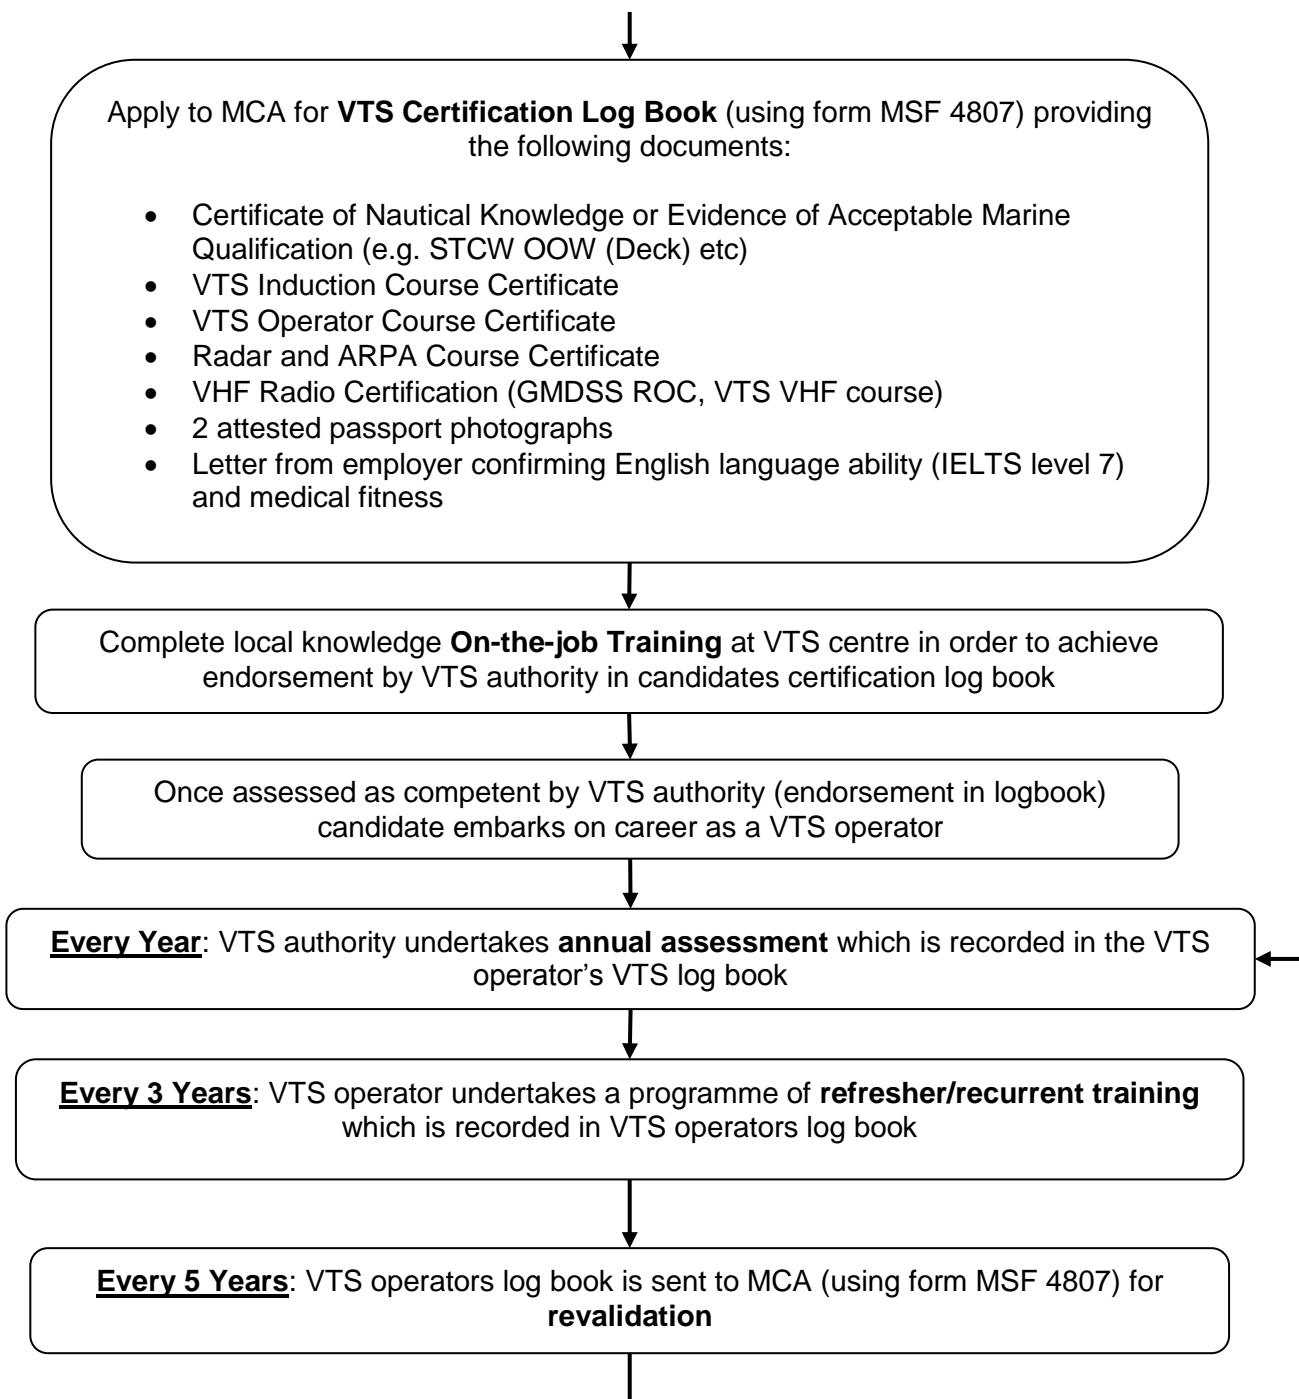 Apply to MCA for VTS Certification Log Book (using form MSF 4807) providing
the following documents:
• Certificate of Nautical Knowledge or Evidence of Acceptable Marine
Qualification (e.g. STCW OOW (Deck) etc)
• VTS Induction Course Certificate
• VTS Operator Course Certificate
• Radar and ARPA Course Certificate
• VHF Radio Certification (GMDSS ROC, VTS VHF course)
• 2 attested passport photographs
• Letter from employer confirming English language ability (IELTS level 7)
and medical fitness
Complete local knowledge On-the-job Training at VTS centre in order to achieve
endorsement by VTS authority in candidates certification log book
Once assessed as competent by VTS authority (endorsement in logbook)
candidate embarks on career as a VTS operator
Every Year: VTS authority undertakes annual assessment which is recorded in the VTS
operator’s VTS log book
Every 3 Years: VTS operator undertakes a programme of refresher/recurrent training
which is recorded in VTS operators log book
Every 5 Years: VTS operators log book is sent to MCA (using form MSF 4807) for
revalidation